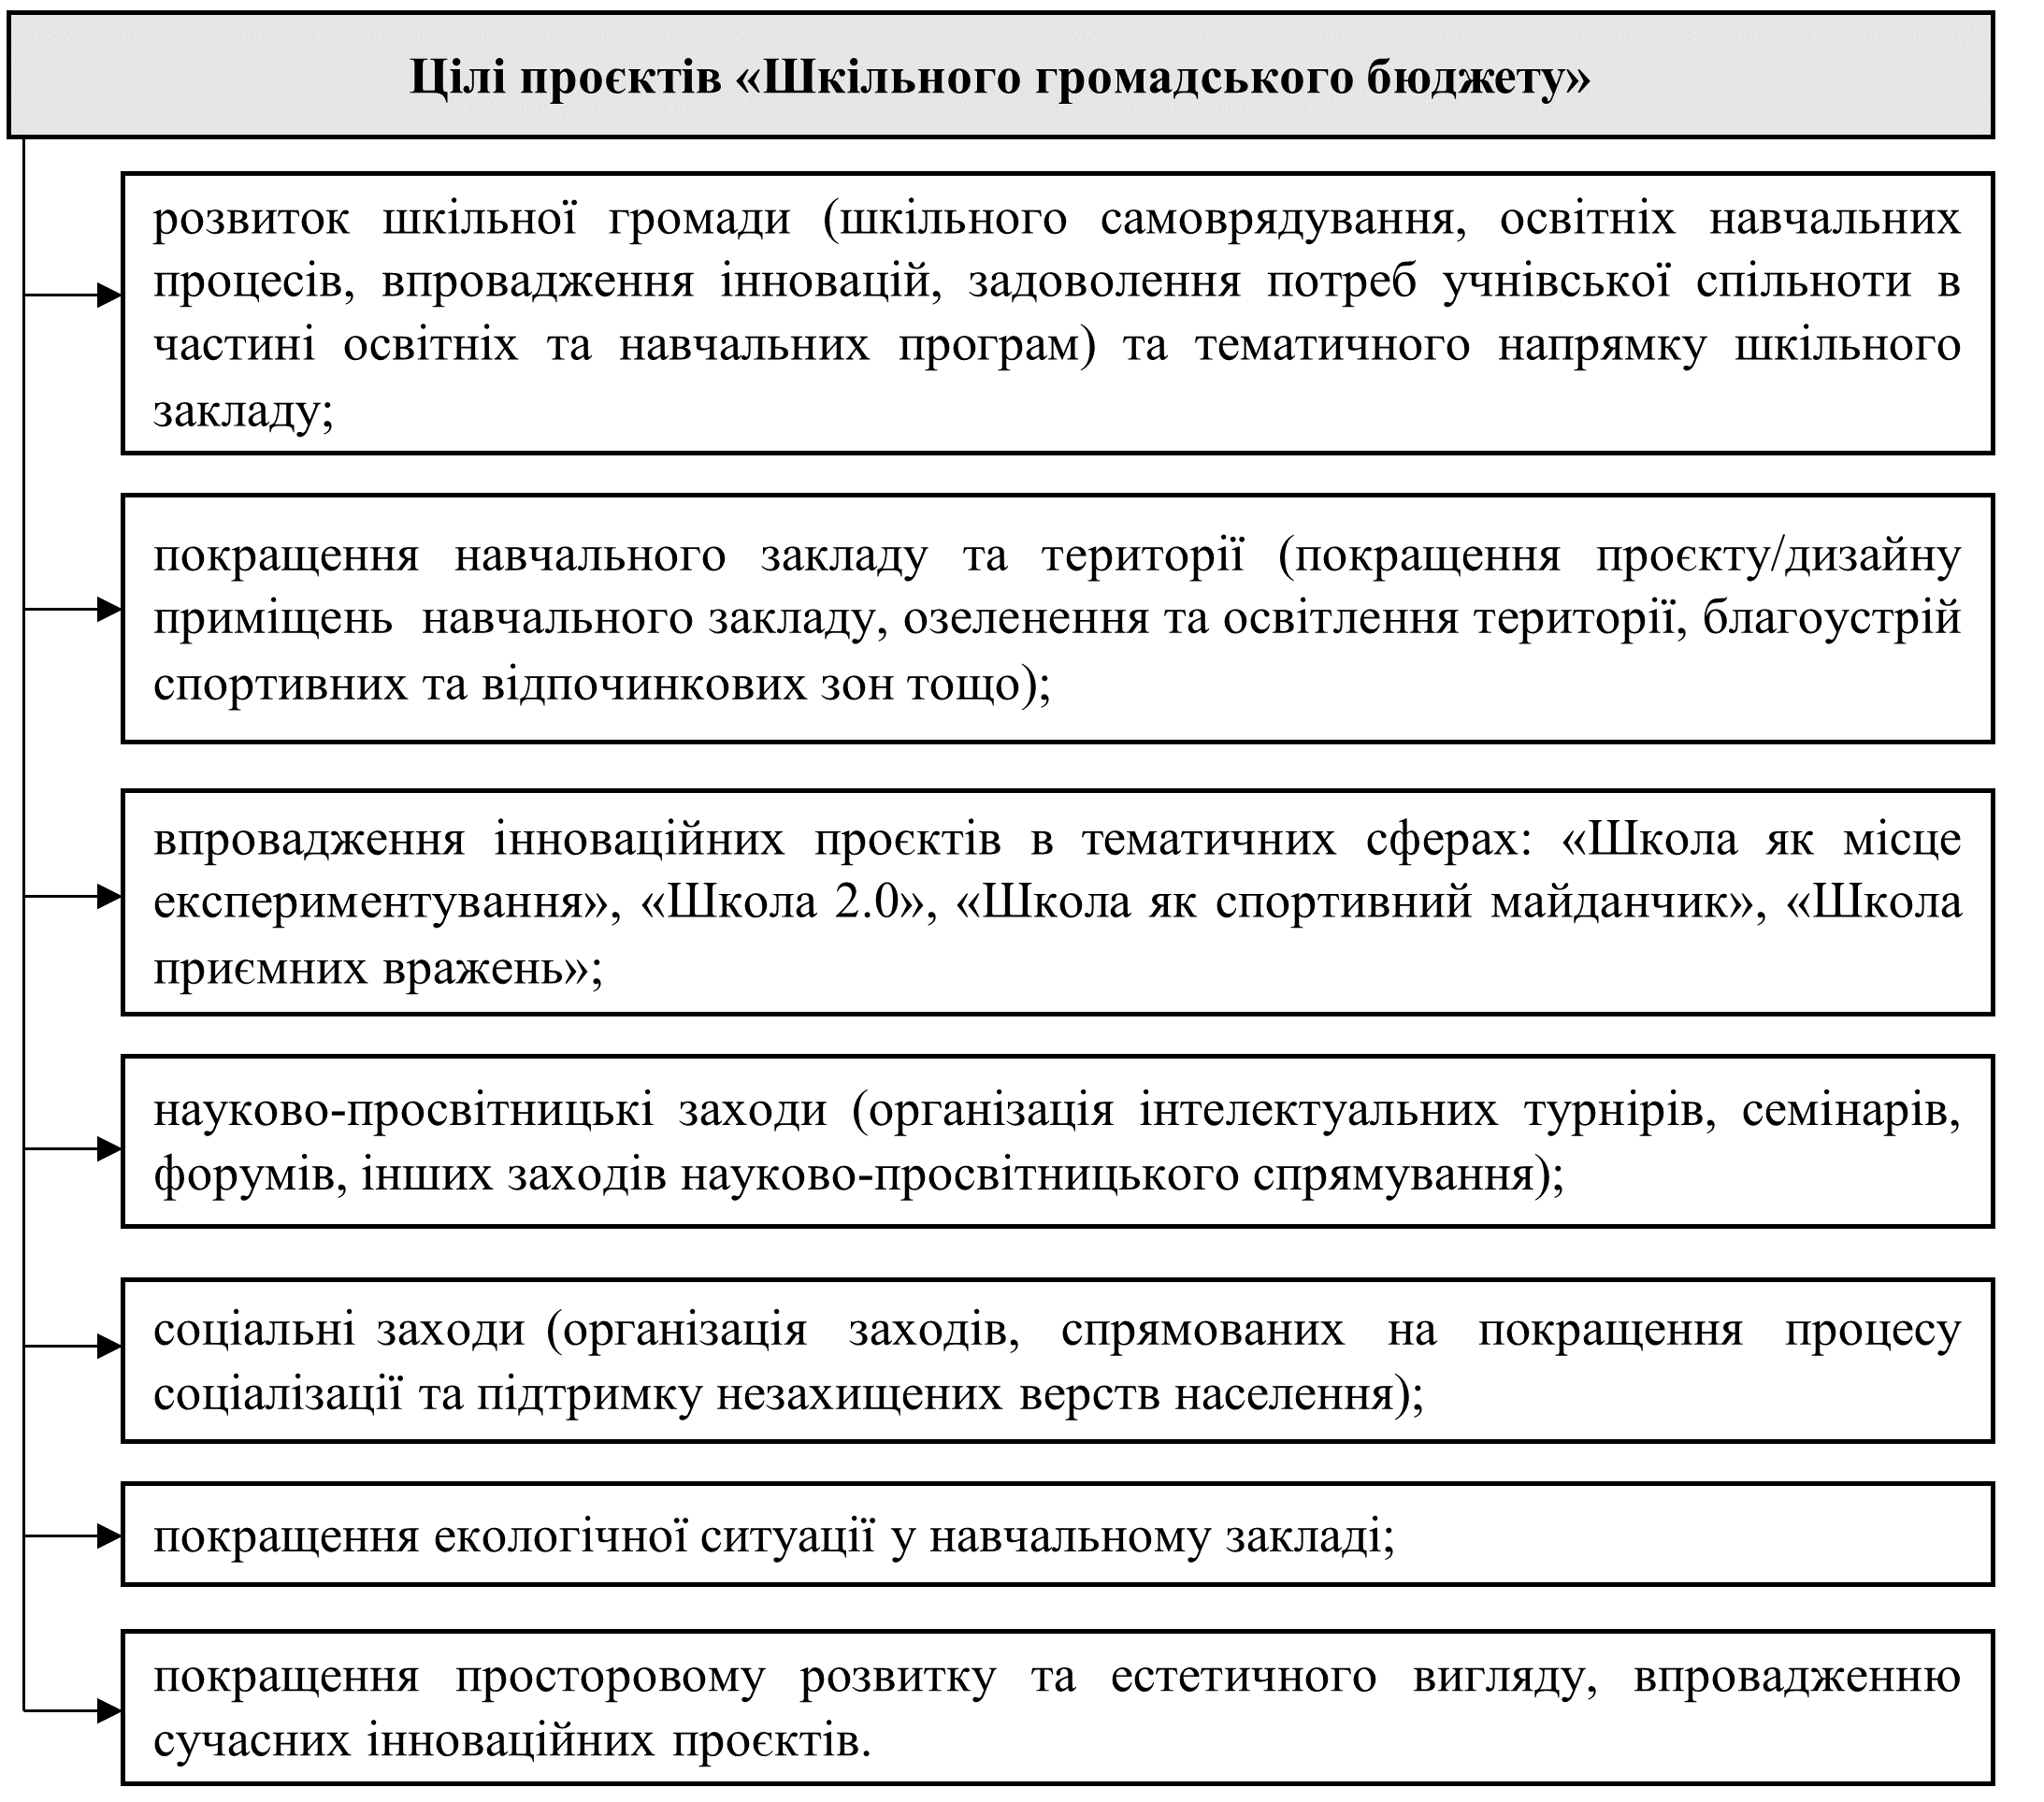 Цілі проєктів «Шкільного громадського бюджету»
розвиток шкільної громади (шкільного самоврядування, освітніх навчальних
процесів, впровадження інновацій, задоволення потреб учнівської спільноти в
частині освітніх та навчальних програм) та тематичного напрямку шкільного
закладу;
покращення навчального закладу та території (покращення проєкту/дизайну
приміщень навчального закладу, озеленення та освітлення території, благоустрій
спортивних та відпочинкових зон тощо);
впровадження інноваційних проєктів в тематичних сферах: «Школа як місце
експериментування», «Школа 2.0», «Школа як спортивний майданчик», «Школа
приємних вражень»;
науково-просвітницькі заходи (організація інтелектуальних турнірів, семінарів,
форумів, інших заходів науково-просвітницького спрямування);
соціальні заходи (організація заходів, спрямованих на покращення процесу
соціалізації та підтримку незахищених верств населення);
покращення екологічної ситуації у навчальному закладі;
покращення просторовому розвитку та естетичного вигляду, впровадженню
сучасних інноваційних проєктів.